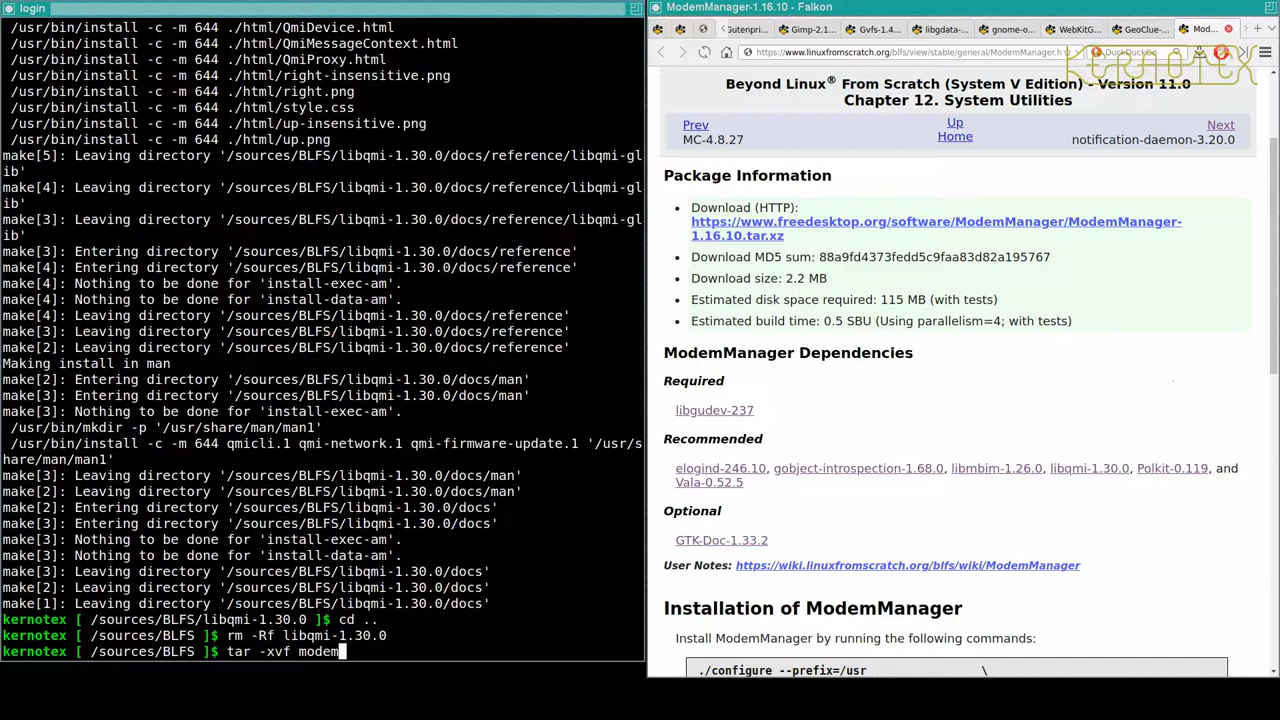 login
/usr/bin/install -c -m 644 ./html/QmiDevice.html
/usr/bin/install -c -m 644 ./html/QmiMessageContext.html
/usr/bin/install -c -m 644 ./html/QmiProxy.html
/usr/bin/install -c -m 644 ./html/right-insensitive.png
/usr/bin/install -c -m 644 ./html/right.png
/usr/bin/install -c -m 644 ./html/style.css
/usr/bin/install -c -m 644 ./html/up-insensitive.png
/usr/bin/install -c -m 644 ./html/up.png
make[5]: Leaving directory '/sources/BLFS/libqmi-1.30.0/docs/reference/libqmi-gl
ib'
make[4]: Leaving directory '/sources/BLFS/libqmi-1.30.0/docs/reference/libqmi-gl
ib'
make[3]: Leaving directory '/sources/BLFS/libqmi-1.30.0/docs/reference/libqmi-gl
ib'
make[3]: Entering directory '/sources/BLFS/libqmi-1.30.0/docs/reference'
make[4]: Entering directory '/sources/BLFS/libqmi-1.30.0/docs/reference'
make[4]: Nothing to be done for 'install-exec-am'.
make[4]: Nothing to be done for 'install-data-am'.
make[4]: Leaving directory '/sources/BLFS/libqmi-1.30.0/docs/reference'
make[3]: Leaving directory '/sources/BLFS/libqmi-1.30.0/docs/reference'
make[2]: Leaving directory '/sources/BLFS/libqmi-1.30.0/docs/reference'
Making install in man
make[2]: Entering directory '/sources/BLFS/libqmi-1.30.0/docs/man'
make[3]: Entering directory '/sources/BLFS/libqmi-1.30.0/docs/man'
make[3]: Nothing to be done for 'install-exec-am'.
/usr/bin/mkdir -p '/usr/share/man/man1'
/usr/bin/install -c -m 644 qmicli.1 qmi-network.1 qmi-firmware-update.1 '/usr/s
hare/man/man1'
make[3]: Leaving directory '/sources/BLFS/libqmi-1.30.0/docs/man'
make[2]: Leaving directory '/sources/BLFS/libqmi-1.30.0/docs/man'
make[2]: Entering directory '/sources/BLFS/libqmi-1.30.0/docs'
make[3]: Entering directory '/sources/BLFS/libqmi-1.30.0/docs'
make[3]: Nothing to be done for 'install-exec-am'.
make[3]: Nothing to be done for 'install-data-am'.
make[3]: Leaving directory '/sources/BLFS/libqmi-1.30.0/docs'
make[2]: Leaving directory '/sources/BLFS/libqmi-1.30.0/docs'
make[1]: Leaving directory '/sources/BLFS/libqmi-1.30.0/docs'
kernotex [ /sources/BLFS/libqmi-1.30.0 ]$ cd ..
kernotex [ /sources/BLFS ]$ rm -Rf libqmi-1.30.0
kernotex [ /sources/BLFS ]$ tar -xvf modem
ModemManager-1.16.10 - Falkon
Gutenpri... Gimp-2.1... Gvfs-1.4... libgdata-... gnome-o... WebKitG... GeoClue-... Mod...
https://www.linuxfromscratch.org/blfs/view/stable/general/ModemManager.h DuckDuckGo
KERNOTEX
Beyond Linux® From Scratch (System V Edition) - Version 11.0
Chapter 12. System Utilities
Prev Up Next
MC-4.8.27 Home notification-daemon-3.20.0
Package Information
• Download (HTTP):
https://www.freedesktop.org/software/ModemManager/ModemManager-
1.16.10.tar.xz
• Download MD5 sum: 88a9fd4373fedd5c9faa83d82a195767
• Download size: 2.2 MB
• Estimated disk space required: 115 MB (with tests)
• Estimated build time: 0.5 SBU (Using parallelism=4; with tests)
ModemManager Dependencies
Required
libgudev-237
Recommended
elogind-246.10, gobject-introspection-1.68.0, libmbim-1.26.0, libqmi-1.30.0, Polkit-0.119, and
Vala-0.52.5
Optional
GTK-Doc-1.33.2
User Notes: https://wiki.linuxfromscratch.org/blfs/wiki/ModemManager
Installation of ModemManager
Install ModemManager by running the following commands:
./configure --prefix=/usr \